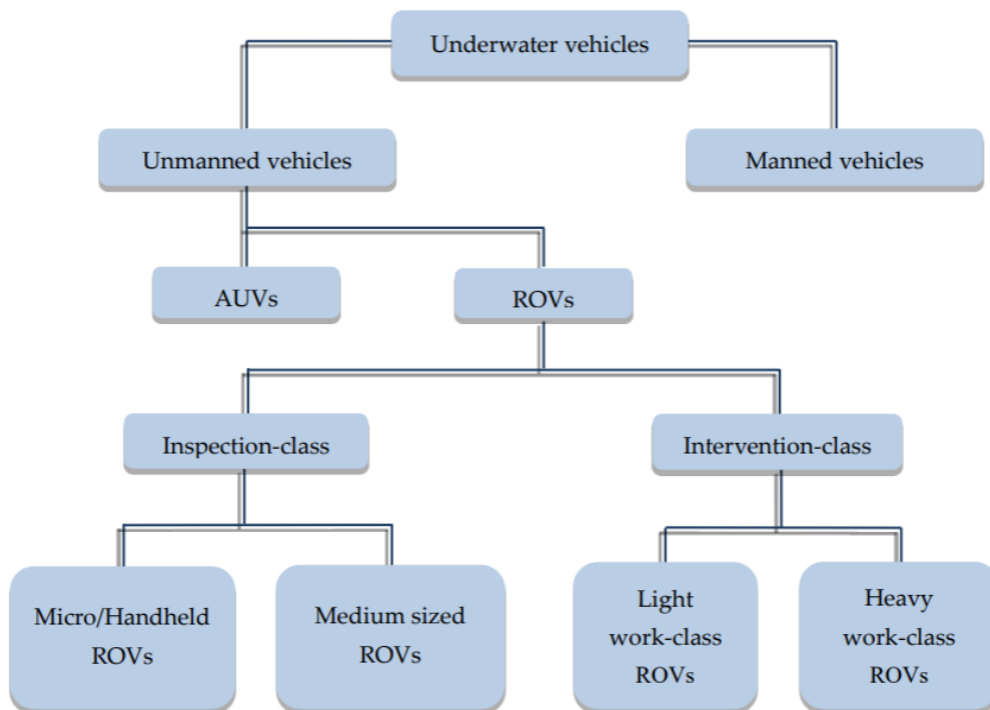 Underwater vehicles
Unmanned vehicles
Manned vehicles
AUVs
ROVs
Inspection-class
Intervention-class
Micro/Handheld
ROVs
Medium sized
ROVs
Light
work-class
ROVs
Heavy
work-class
ROVs